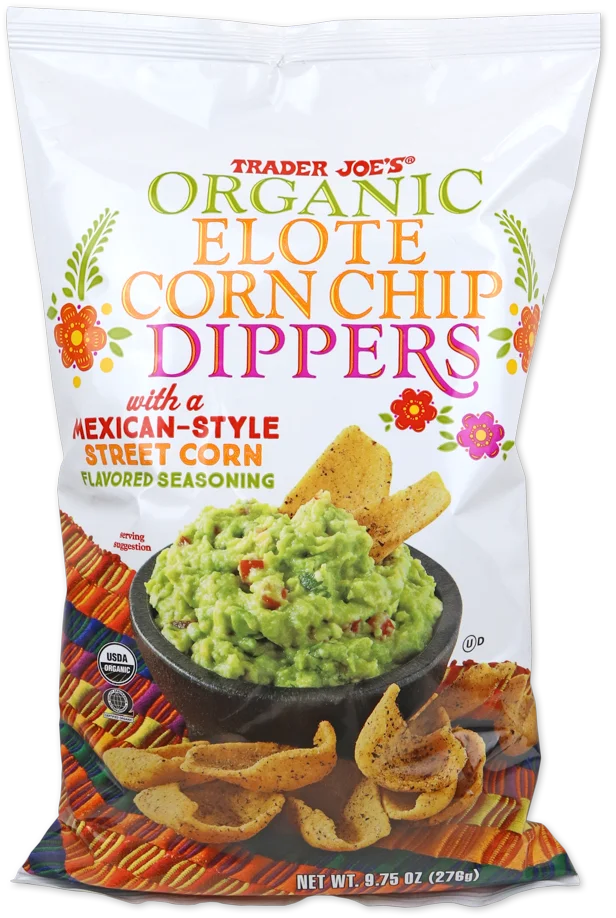 TRADER JOE'S®
ORGANIC
ELOTE
CORN CHIP
DIPPERS
with a
MEXICAN-STYLE
STREET CORN
FLAVORED SEASONING
serving
suggestion
USDA
ORGANIC
U D
NET WT. 9.75 OZ (276g)